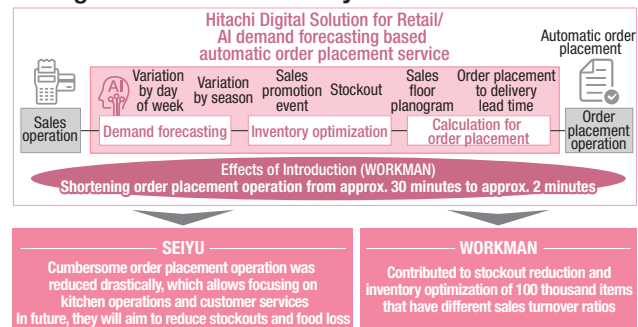 Hitachi Digital Solution for Retail/
AI demand forecasting based
automatic order placement service
Automatic order
placement
AI
Variation
by day
of week
Variation
by season
Sales
promotion
event
Stockout
Sales
floor
planogram
Order placement
to delivery
lead time
Sales
operation
Demand forecasting
Inventory optimization
Calculation for
order placement
Order
placement
operation
Effects of Introduction (WORKMAN)
Shortening order placement operation from approx. 30 minutes to approx. 2 minutes
SEIYU
Cumbersome order placement operation was
reduced drastically, which allows focusing on
kitchen operations and customer services
In future, they will aim to reduce stockouts and food loss
WORKMAN
Contributed to stockout reduction and
inventory optimization of 100 thousand items
that have different sales turnover ratios